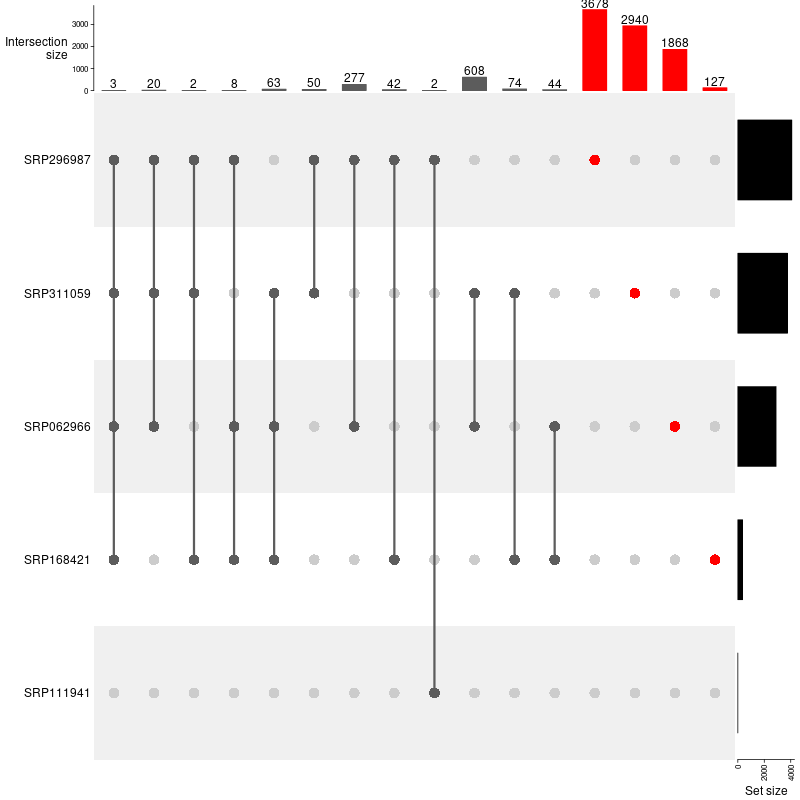 3678
2940
1868
127
3000
2000
1000
0
Intersection
size
3
20
2
8
63
50
277
42
2
608
74
44
SRP296987
SRP311059
SRP062966
SRP168421
SRP111941
0
2000
4000
Set size